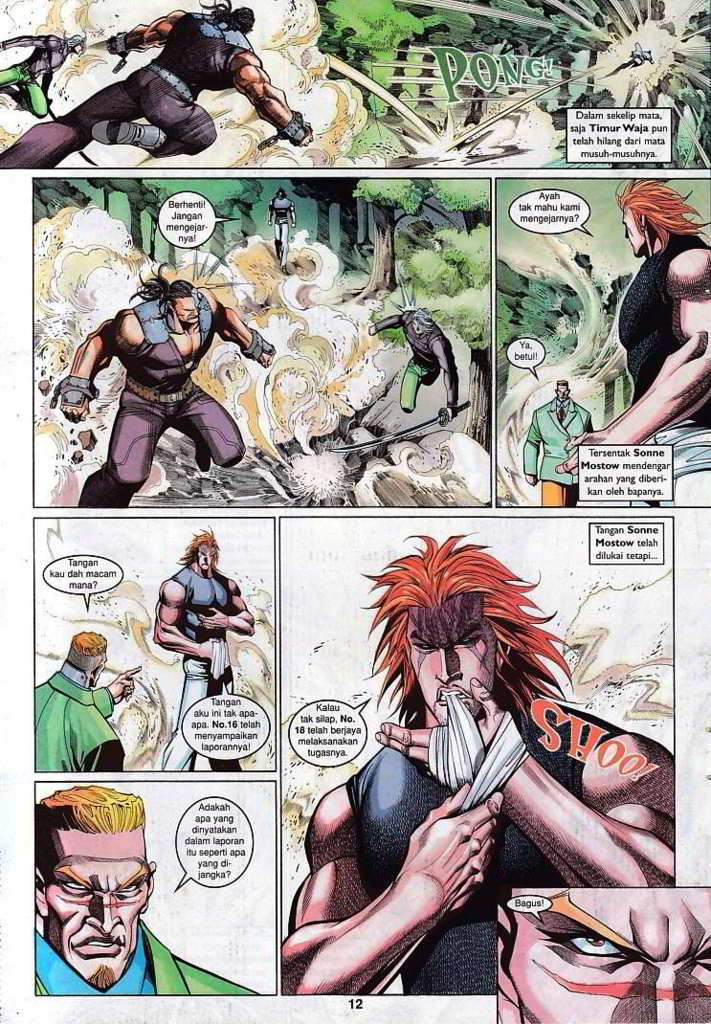 PONG!
Dalam sekelip mata,
saja Timur Waja pun
telah hilang dari mata
musuh-musuhnya.
Berhenti!
Jangan
mengejar-
nya!
Ayah
tak mahu kami
mengejarnya?
Ya,
betul!
Tersentak Sonne
Mostow mendengar
arahan yang diberi-
kan oleh bapanya.
Tangan
kau dah macam
mana?
Tangan
aku ini tak apa-
apa. No.16 telah
menyampaikan
laporannya!
Tangan Sonne
Mostow telah
dilukai tetapi...
Kalau
tak silap, No.
18 telah berjaya
melaksanakan
tugasnya.
SHOOO!
Adakah
apa yang
dinyatakan
dalam laporan
itu seperti apa
yang di-
jangka?
Bagus!
12